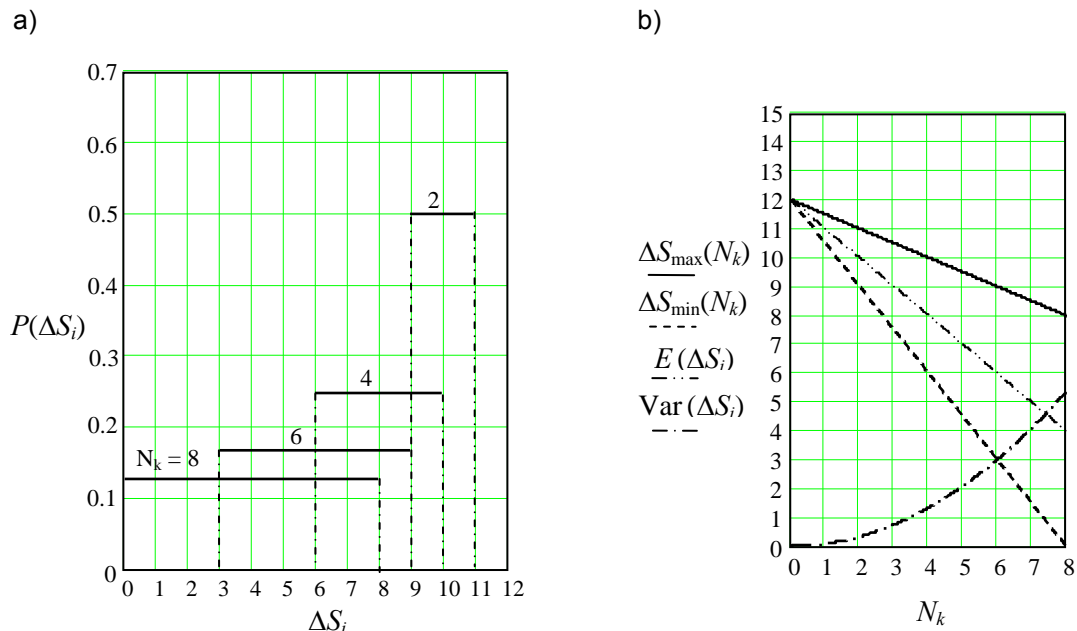 a)
0.7
0.6
0.5
0.4
P(ΔS_i)
0.3
0.2
0.1
0
2
4
6
N_k = 8
0 1 2 3 4 5 6 7 8 9 10 11 12
ΔS_i
b)
15
14
13
12
11
10
9
8
7
6
5
4
3
2
1
0
ΔS_max(N_k)
ΔS_min(N_k)
E(ΔS_i)
Var(ΔS_i)
0 1 2 3 4 5 6 7 8
N_k